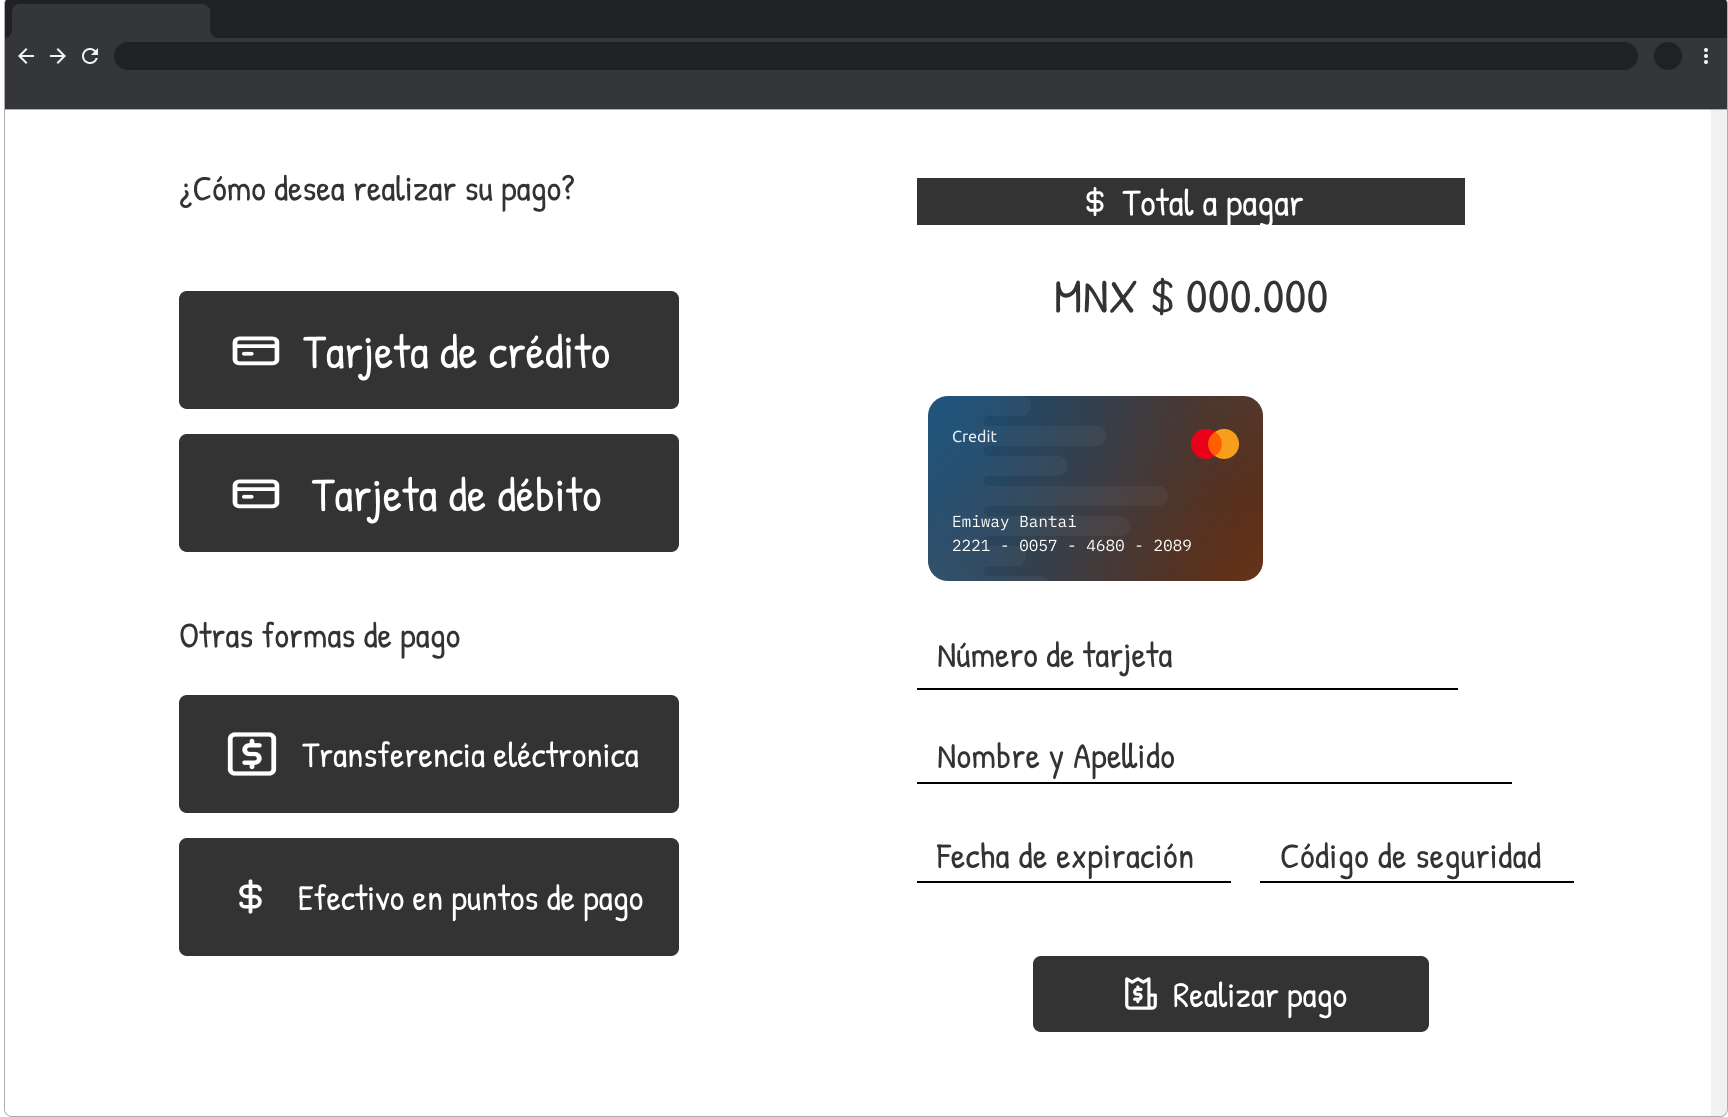 ¿Cómo desea realizar su pago?
Tarjeta de crédito
Tarjeta de débito
Otras formas de pago
Transferencia eléctronica
Efectivo en puntos de pago
$ Total a pagar
MNX $ 000.000
Credit
Emiway Bantai
2221 - 0057 - 4680 - 2089
Número de tarjeta
Nombre y Apellido
Fecha de expiración
Código de seguridad
Realizar pago